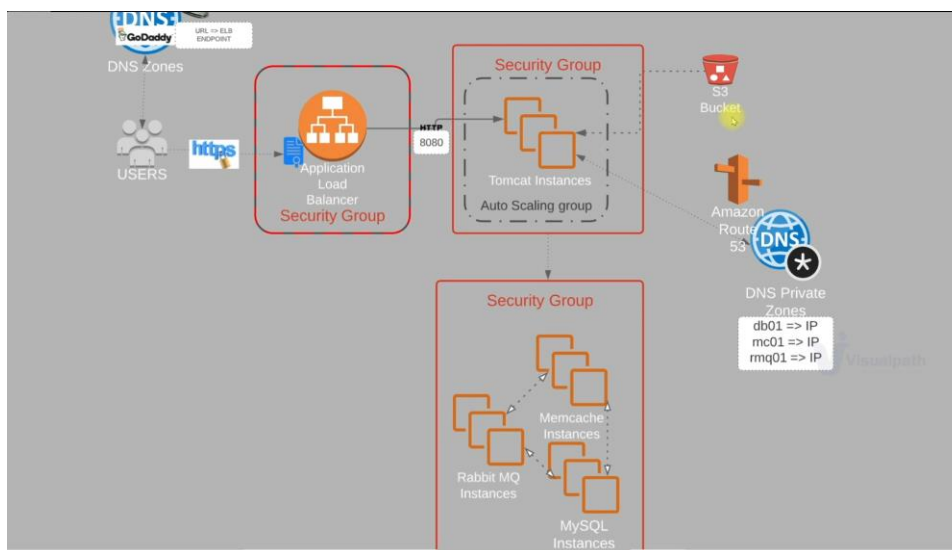 DNS
GoDaddy
URL => ELB
ENDPOINT
DNS Zones
USERS
https
Application
Load
Balancer
Security Group
HTTP
8080
Security Group
Tomcat Instances
Auto Scaling group
S3
Bucket
Amazon
Route
53
DNS
DNS Private
Zones
db01 => IP
mc01 => IP
rmq01 => IP
Visualpath
Security Group
Memcache
Instances
Rabbit MQ
Instances
MySQL
Instances